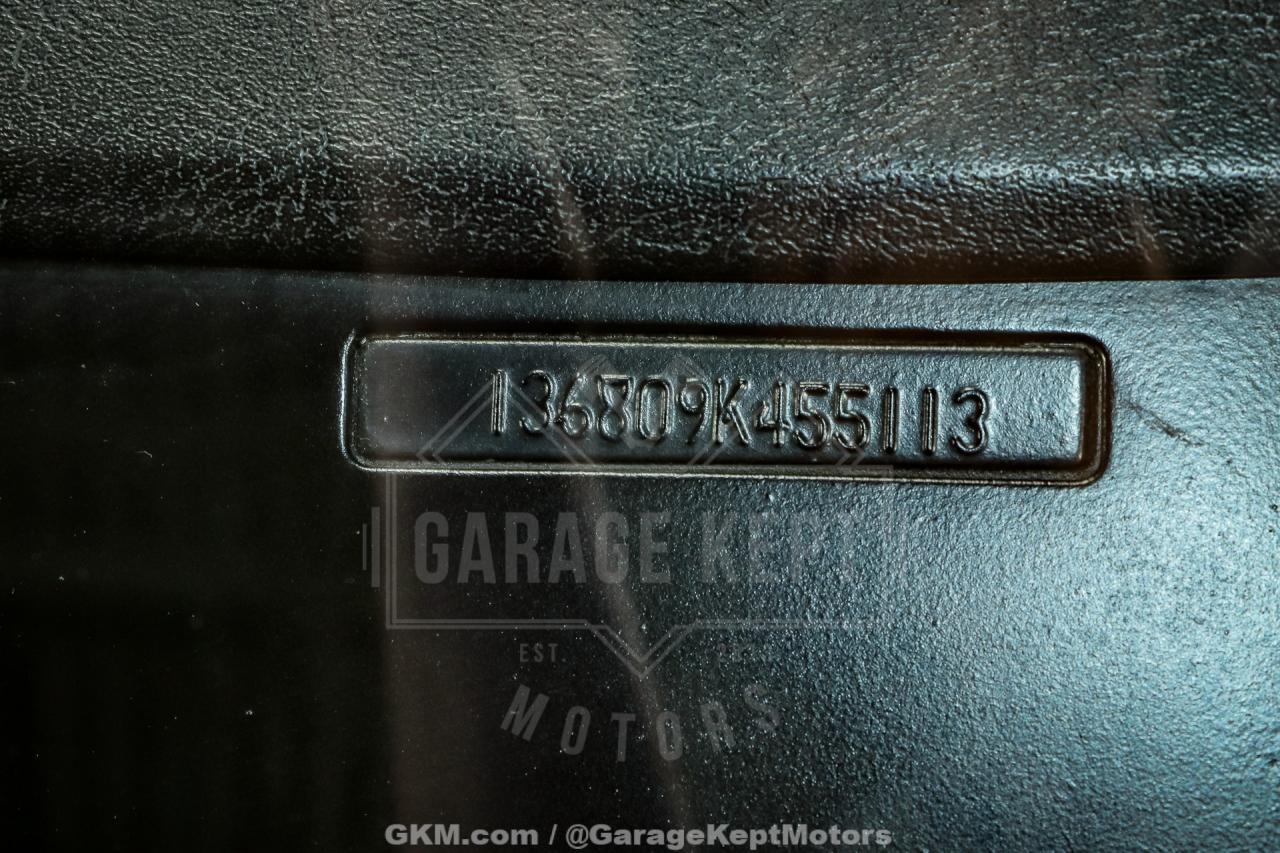 136809K455113
GARAGE KEPT
EST.
MOTORS
GKM.com / @GarageKeptMotors